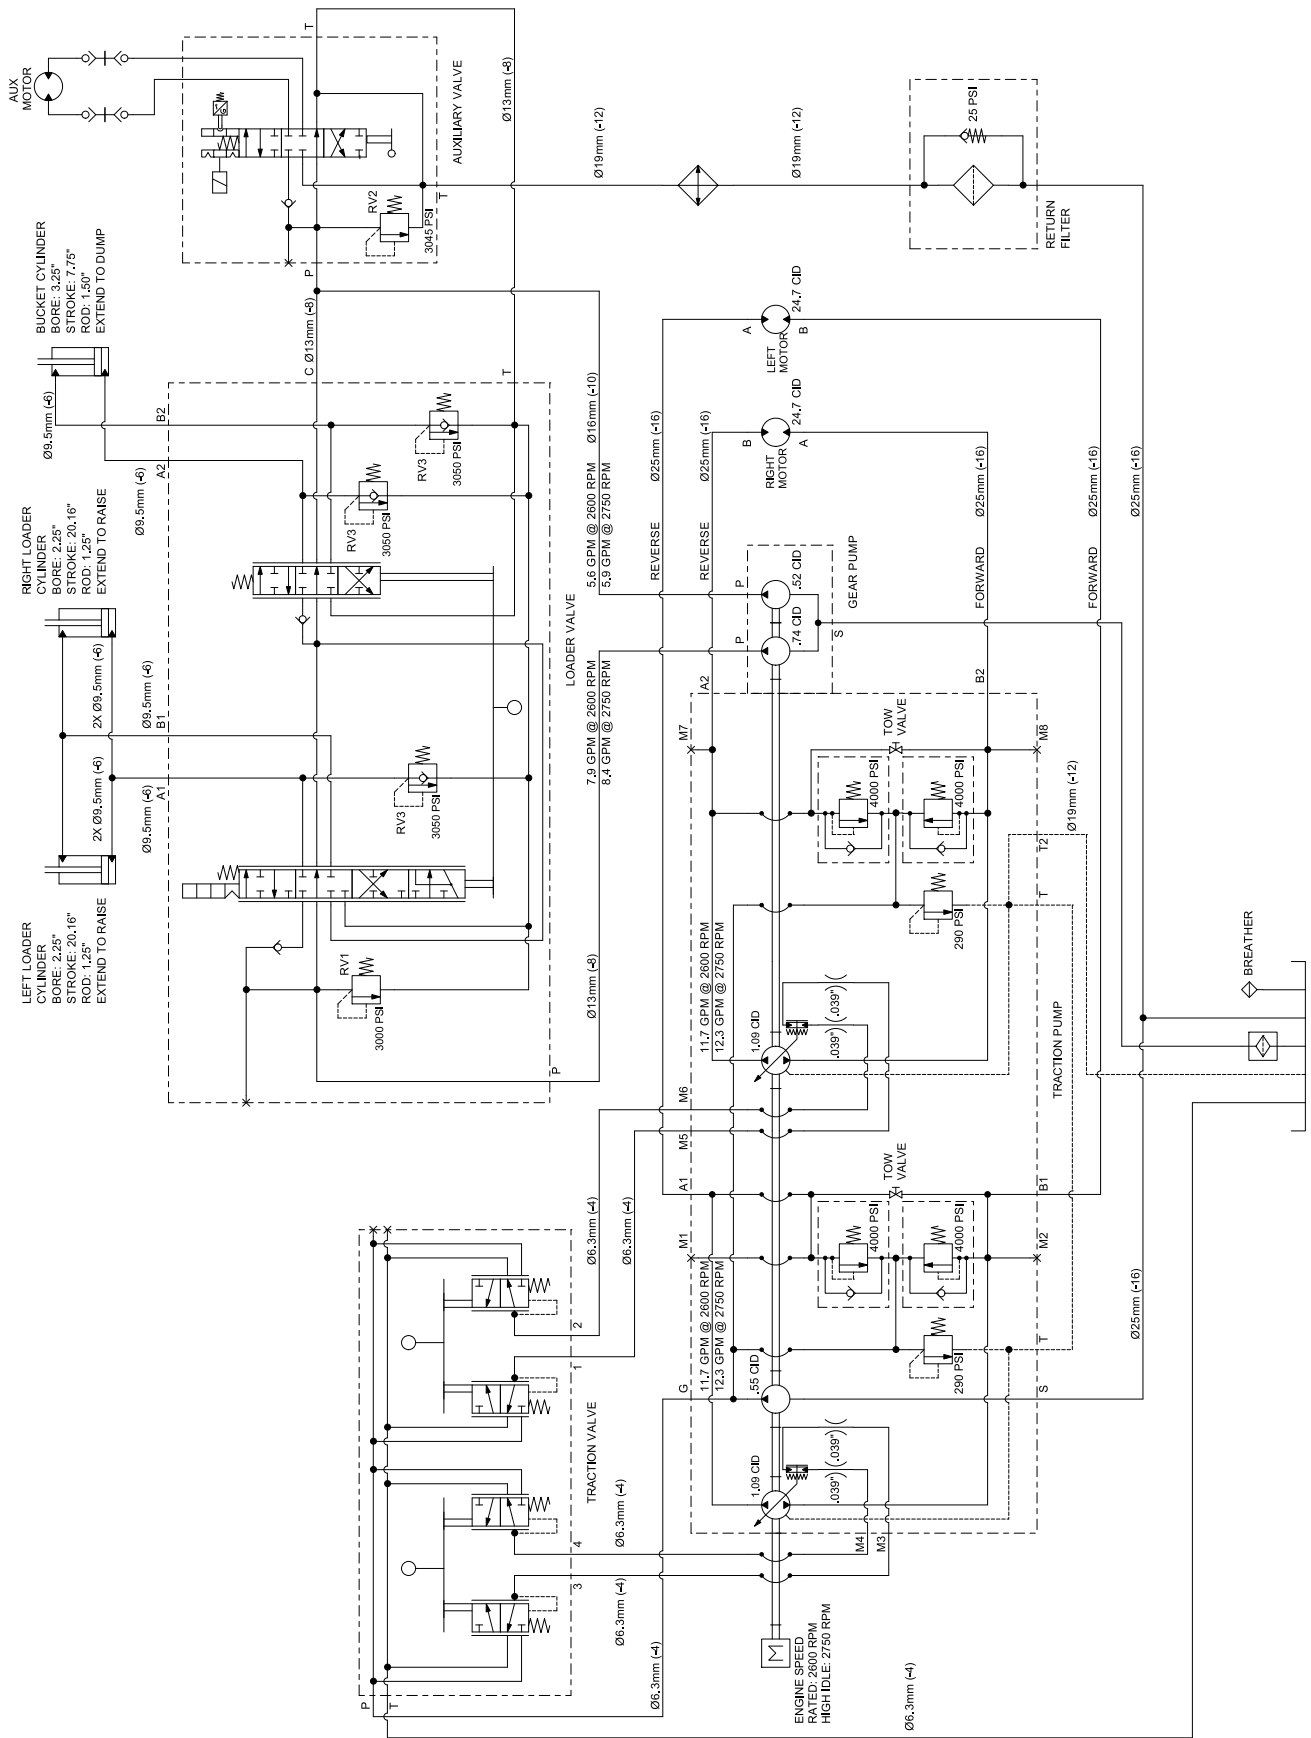 AUX
MOTOR
T
Ø13mm (-8)
AUXILIARY VALVE
RV2
3045 PSI
T
P
Ø19mm (-12)
Ø19mm (-12)
25 PSI
RETURN
FILTER
BUCKET CYLINDER
BORE: 3.25"
STROKE: 7.75"
ROD: 1.50"
EXTEND TO DUMP
Ø9.5mm (-6)
B2
A2
Ø9.5mm (-6)
C
Ø13mm (-8)
T
RV3
3050 PSI
RV3
3050 PSI
RIGHT LOADER
CYLINDER
BORE: 2.25"
STROKE: 20.16"
ROD: 1.25"
EXTEND TO RAISE
2X Ø9.5mm (-6)
Ø9.5mm (-6)
B1
2X Ø9.5mm (-6)
Ø9.5mm (-6)
A1
RV3
3050 PSI
LOADER VALVE
LEFT LOADER
CYLINDER
BORE: 2.25"
STROKE: 20.16"
ROD: 1.25"
EXTEND TO RAISE
RV1
3000 PSI
P
Ø13mm (-8)
Ø16mm (-10)
5.6 GPM @ 2600 RPM
5.9 GPM @ 2750 RPM
7.9 GPM @ 2600 RPM
8.4 GPM @ 2750 RPM
Ø25mm (-16)
REVERSE
Ø25mm (-16)
REVERSE
A
B
LEFT
MOTOR
24.7 CID
B
A
RIGHT
MOTOR
24.7 CID
Ø25mm (-16)
FORWARD
Ø25mm (-16)
FORWARD
Ø25mm (-16)
P
P
.52 CID
.74 CID
S
GEAR PUMP
A2
B2
M7
M8
TOW
VALVE
4000 PSI
4000 PSI
290 PSI
T2
T
Ø19mm (-12)
11.7 GPM @ 2600 RPM
12.3 GPM @ 2750 RPM
1.09 CID
.039"
.039"
M6
M5
TRACTION PUMP
BREATHER
A1
B1
TOW
VALVE
M1
M2
4000 PSI
4000 PSI
290 PSI
T
Ø25mm (-16)
11.7 GPM @ 2600 RPM
12.3 GPM @ 2750 RPM
G
.55 CID
S
1.09 CID
.039"
.039"
M4
M3
Ø6.3mm (-4)
Ø6.3mm (-4)
2
1
TRACTION VALVE
4
3
Ø6.3mm (-4)
Ø6.3mm (-4)
Ø6.3mm (-4)
P
T
M
ENGINE SPEED
RATED: 2600 RPM
HIGH IDLE: 2750 RPM
Ø6.3mm (-4)